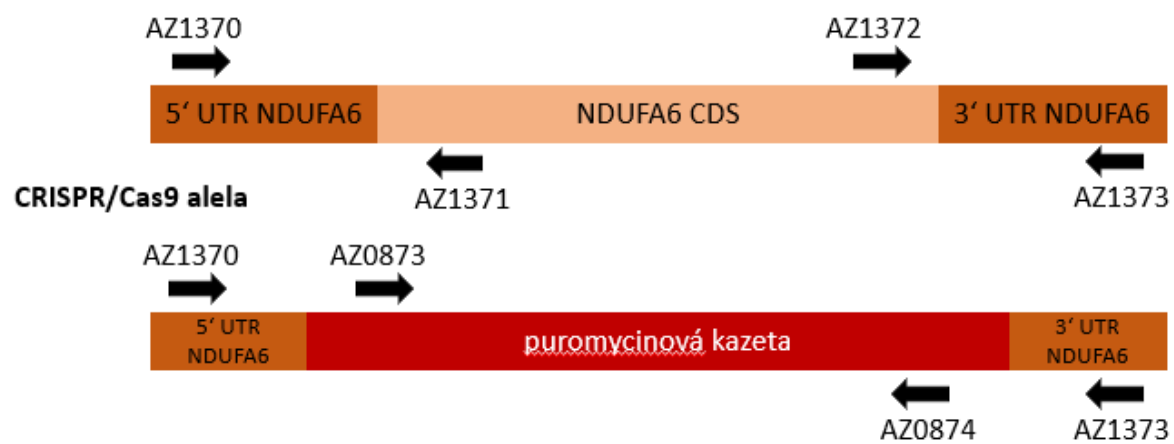 AZ1370 AZ1372
5‘ UTR NDUFA6 NDUFA6 CDS 3‘ UTR NDUFA6
AZ1371 AZ1373
CRISPR/Cas9 alela
AZ1370 AZ0873
5‘ UTR
NDUFA6
puromycinová kazeta
3‘ UTR
NDUFA6
AZ0874 AZ1373